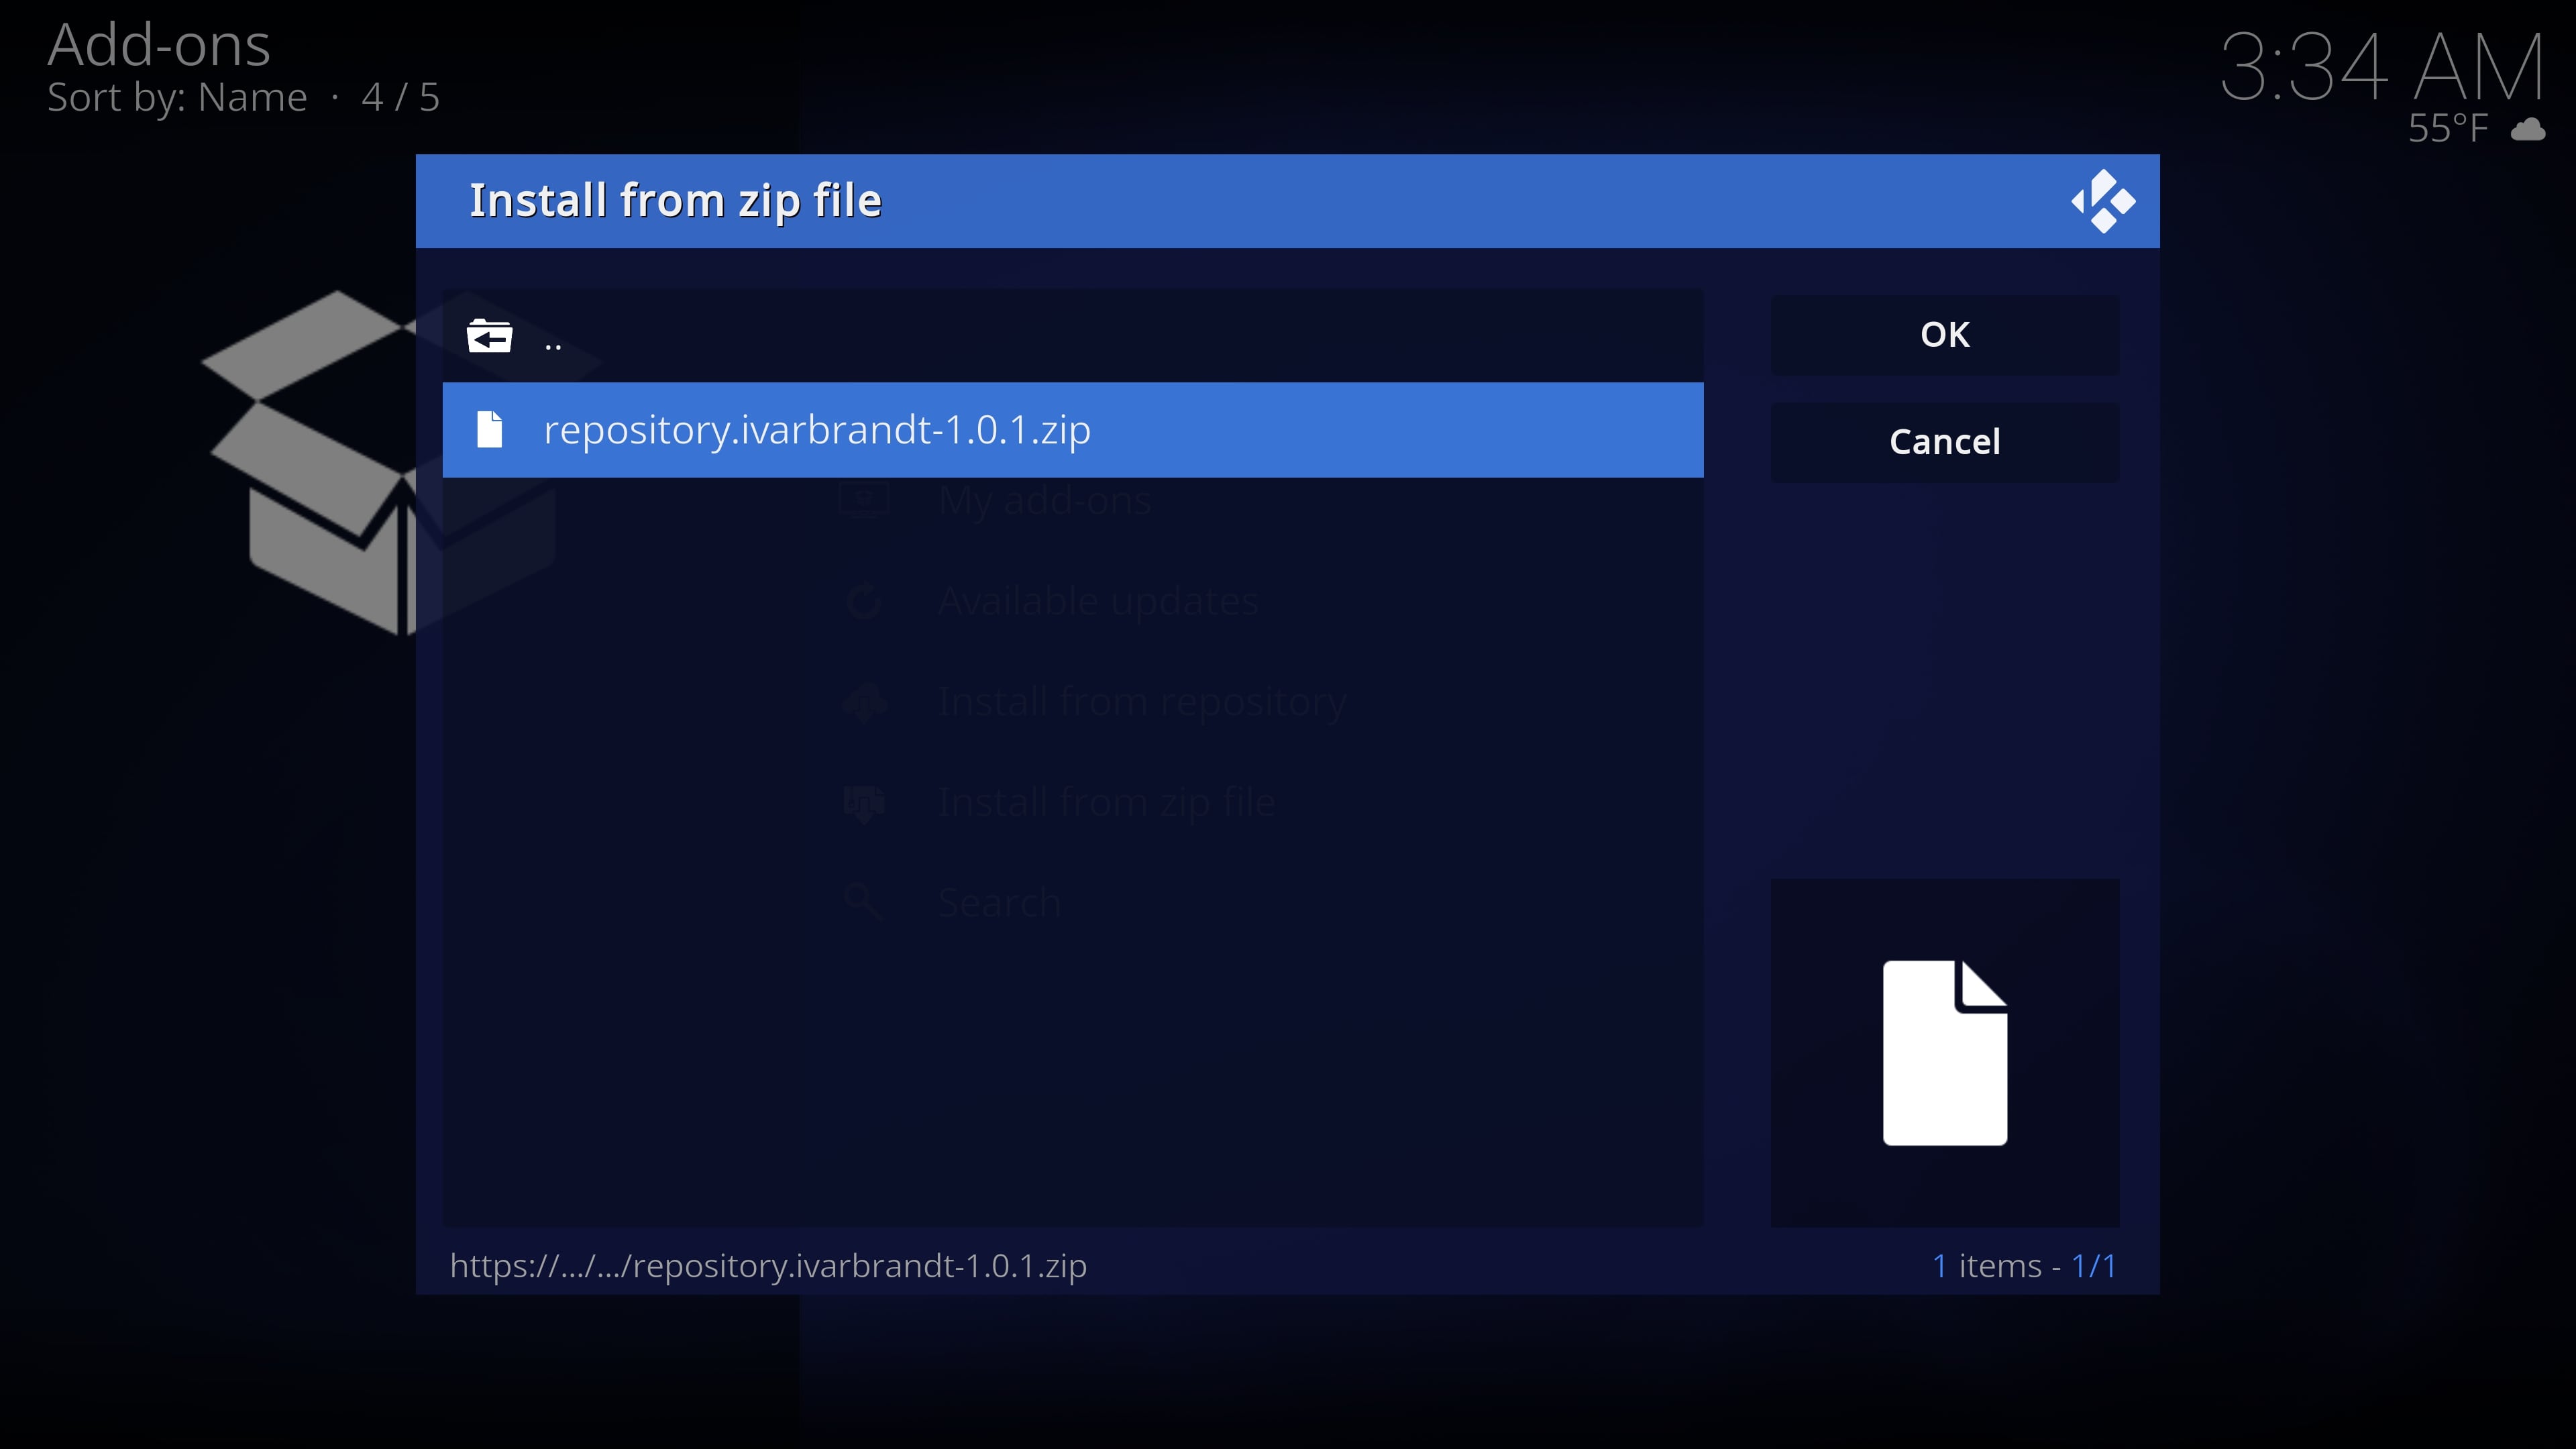 Add-ons
Sort by: Name · 4 / 5
3:34 AM
55°F
Install from zip file
..
repository.ivarbrandt-1.0.1.zip
OK
Cancel
My add-ons
Available updates
Install from repository
Install from zip file
Search
https://.../.../repository.ivarbrandt-1.0.1.zip
1 items - 1/1